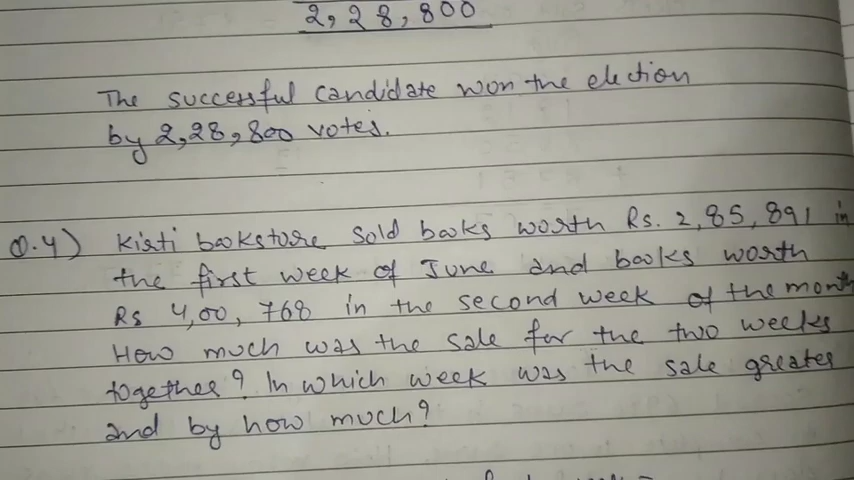 2,28,800
The successful candidate won the election
by 2,28,800 votes.
Q.4) Kirti bookstore sold books worth Rs. 2,85,891 in
the first week of June and books worth
Rs 4,00,768 in the second week of the month
How much was the sale for the two weeks
together? In which week was the sale greater
and by how much?